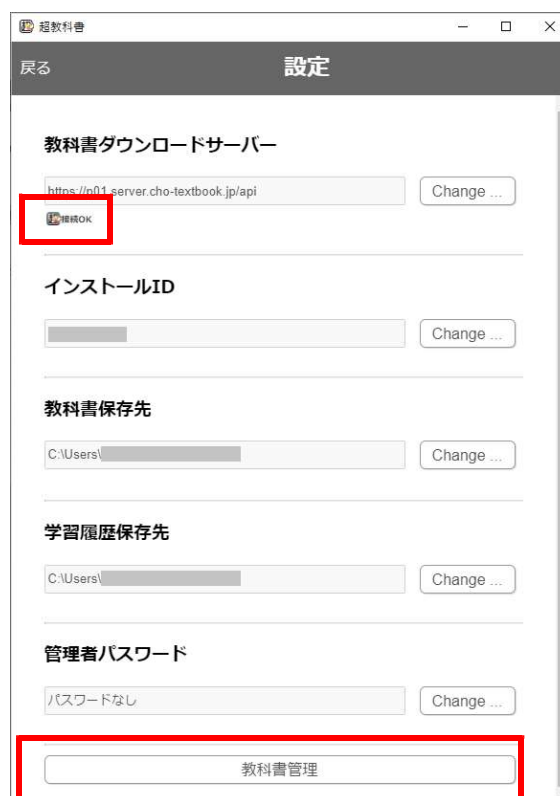 超教科書
戻る
設定
教科書ダウンロードサーバー
https://p01.server.cho-textbook.jp/api
Change ...
接続OK
インストールID
Change ...
教科書保存先
C:\Users\
Change ...
学習履歴保存先
C:\Users\
Change ...
管理者パスワード
パスワードなし
Change ...
教科書管理